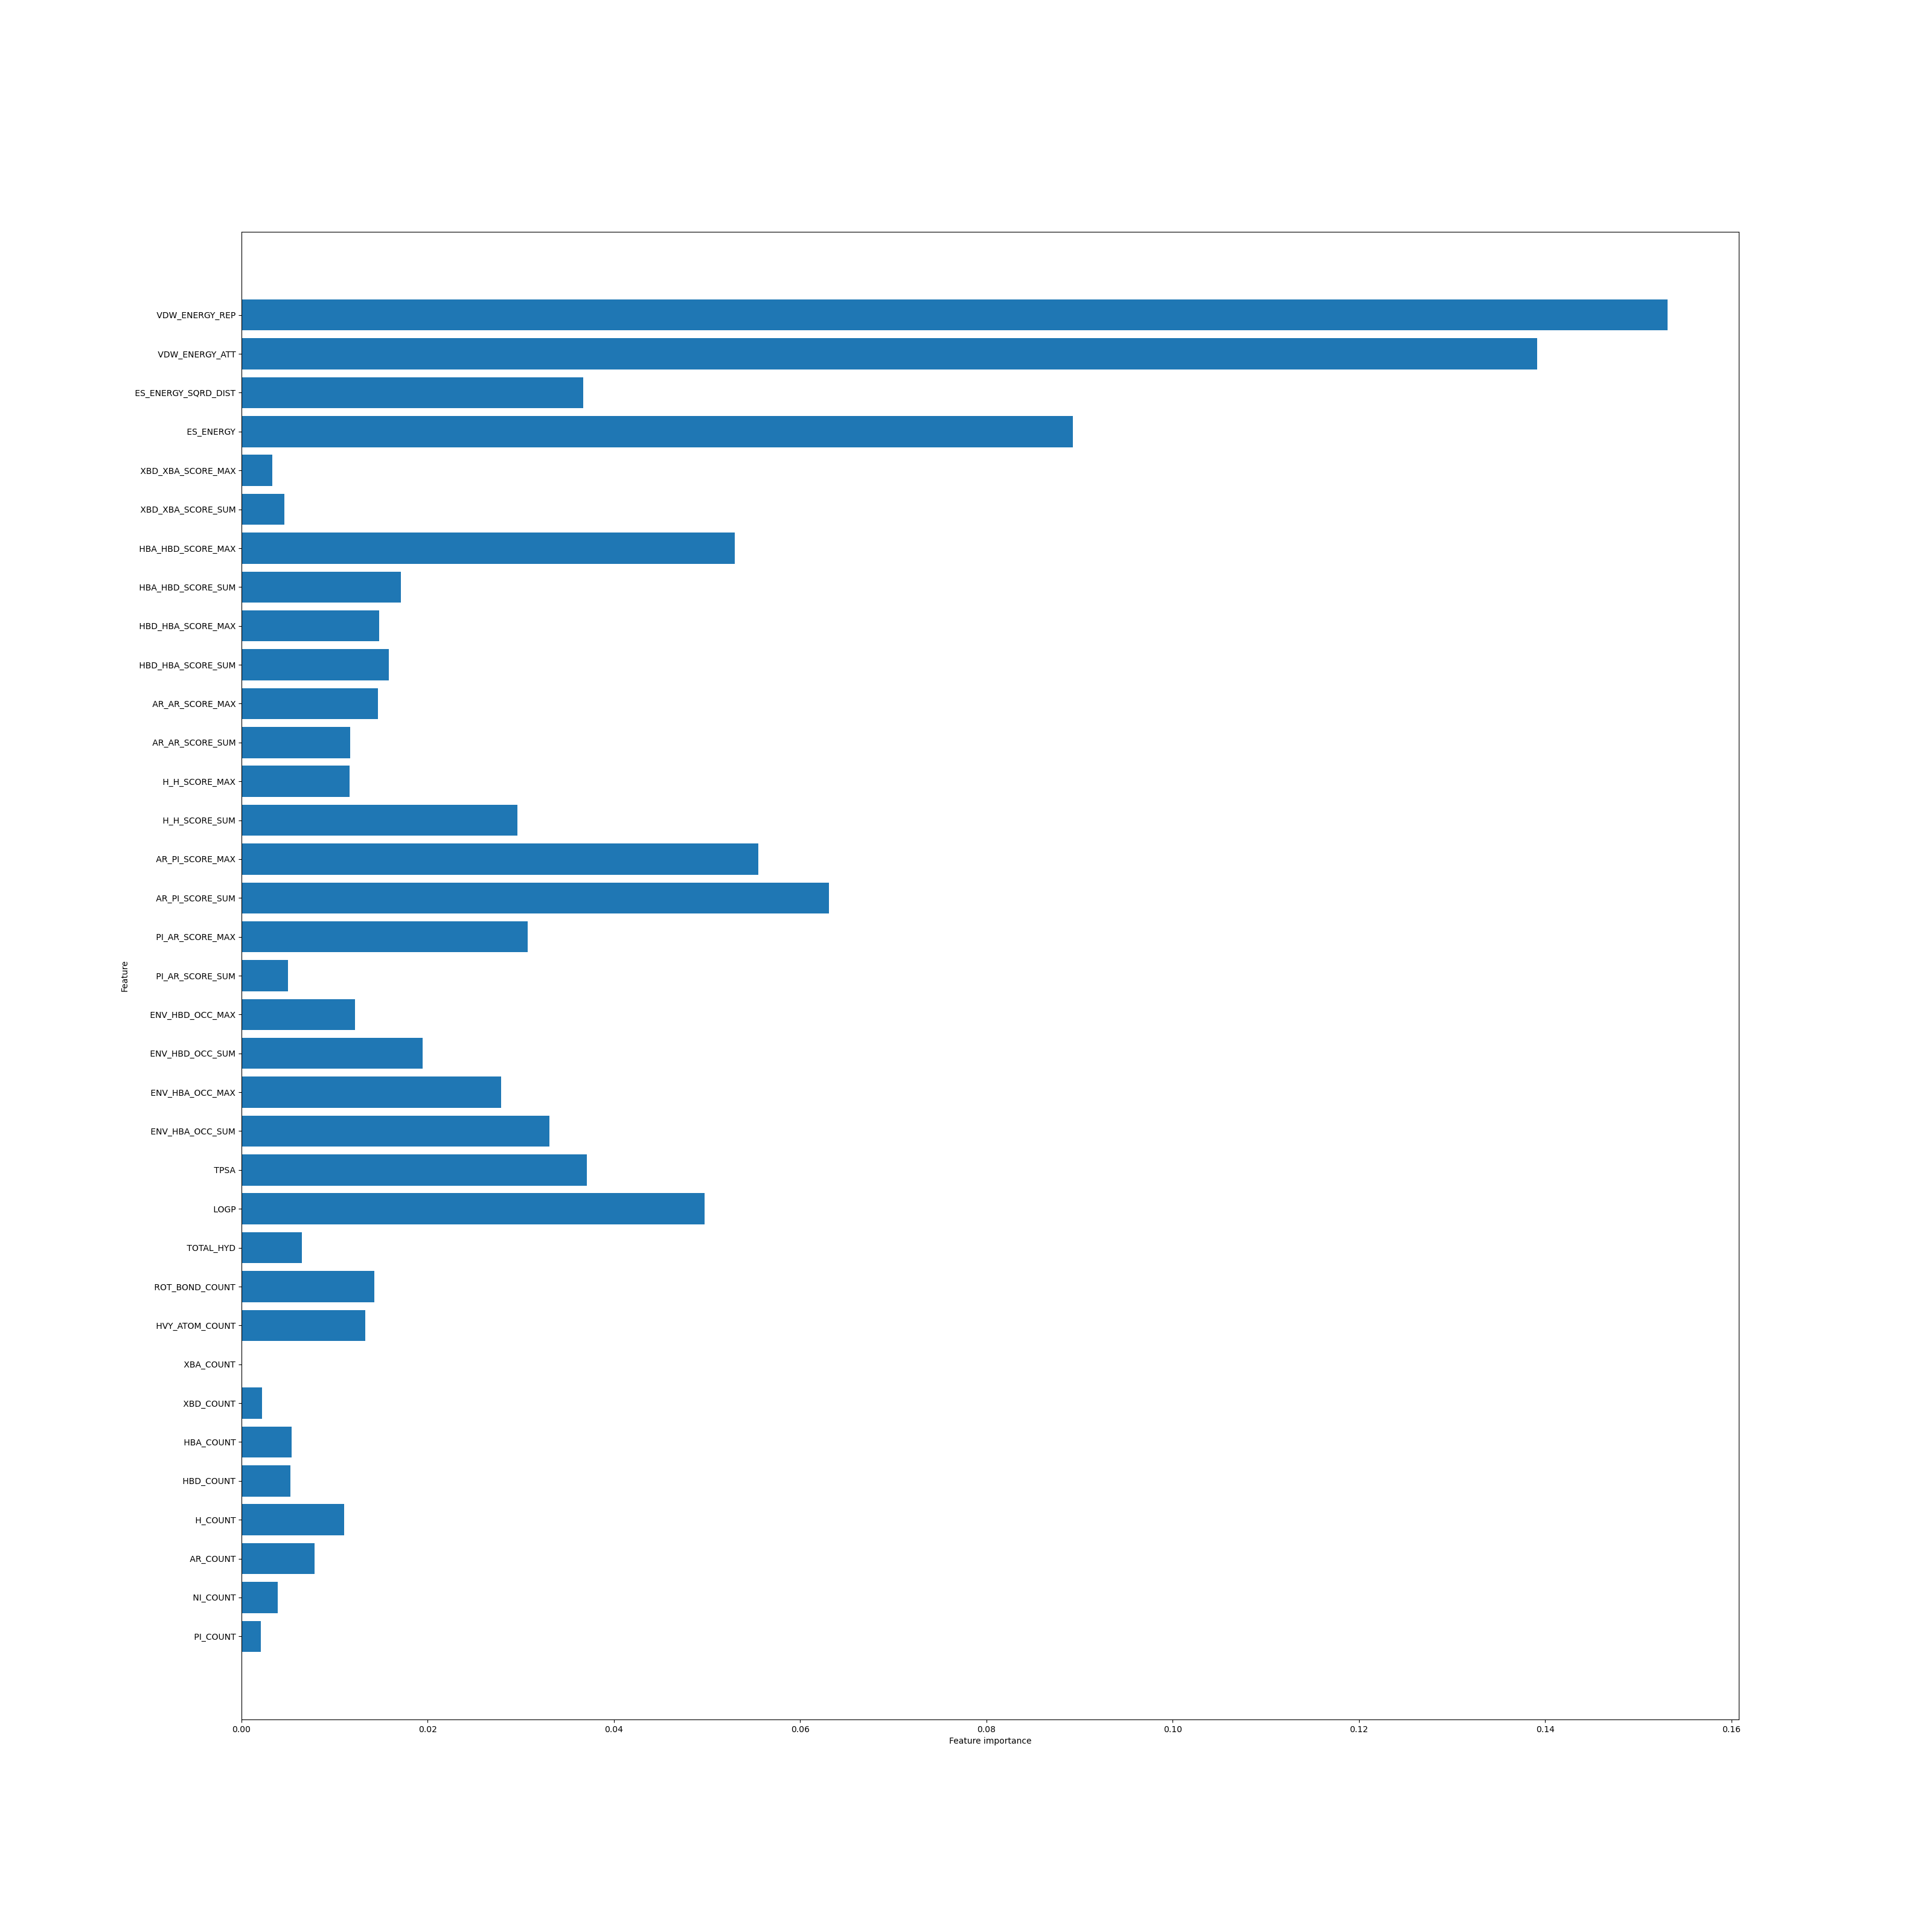 VDW_ENERGY_REP
VDW_ENERGY_ATT
ES_ENERGY_SQRD_DIST
ES_ENERGY
XBD_XBA_SCORE_MAX
XBD_XBA_SCORE_SUM
HBA_HBD_SCORE_MAX
HBA_HBD_SCORE_SUM
HBD_HBA_SCORE_MAX
HBD_HBA_SCORE_SUM
AR_AR_SCORE_MAX
AR_AR_SCORE_SUM
H_H_SCORE_MAX
H_H_SCORE_SUM
AR_PI_SCORE_MAX
AR_PI_SCORE_SUM
PI_AR_SCORE_MAX
PI_AR_SCORE_SUM
ENV_HBD_OCC_MAX
ENV_HBD_OCC_SUM
ENV_HBA_OCC_MAX
ENV_HBA_OCC_SUM
TPSA
LOGP
TOTAL_HYD
ROT_BOND_COUNT
HVY_ATOM_COUNT
XBA_COUNT
XBD_COUNT
HBA_COUNT
HBD_COUNT
H_COUNT
AR_COUNT
NI_COUNT
PI_COUNT
Feature
0.00 0.02 0.04 0.06 0.08 0.10 0.12 0.14 0.16
Feature importance